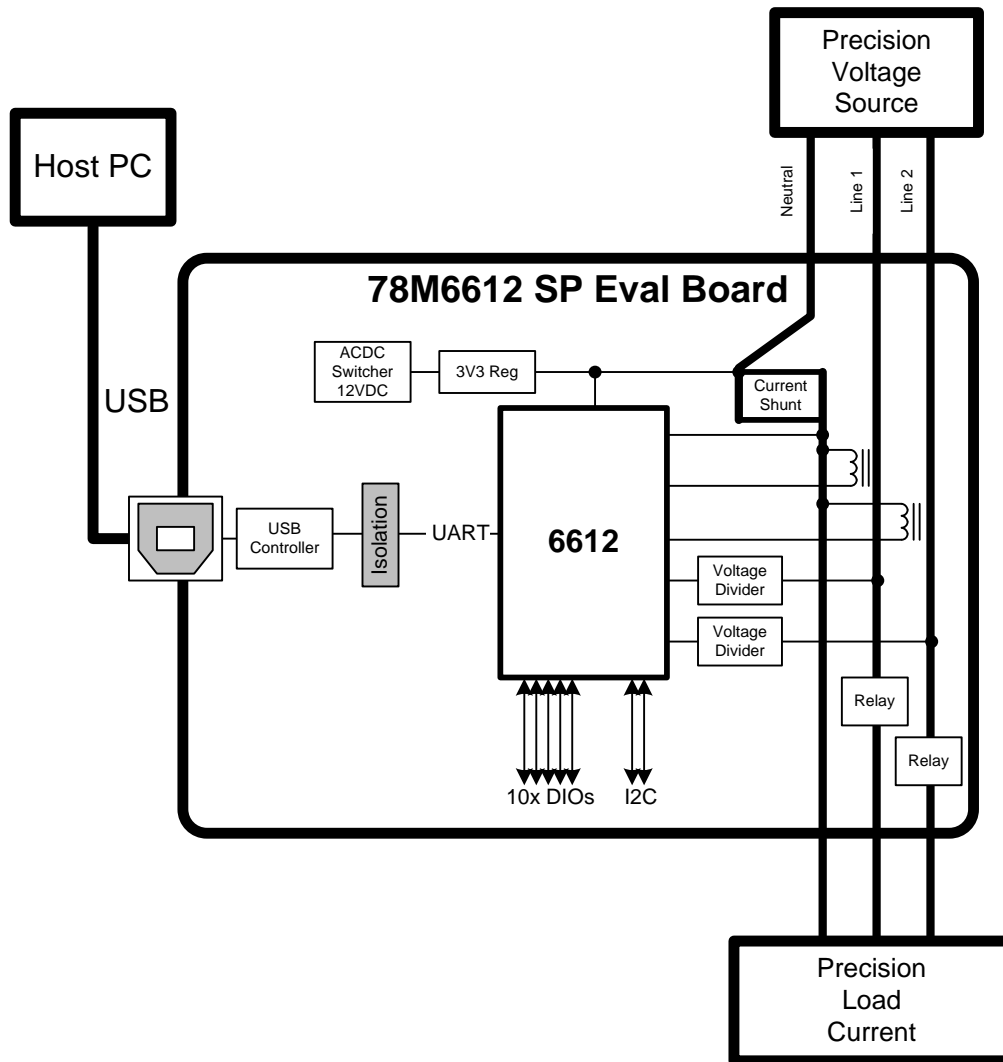 Precision
Voltage
Source
Host PC
Neutral
Line 1
Line 2
78M6612 SP Eval Board
ACDC
Switcher
12VDC
3V3 Reg
Current
Shunt
USB
USB
Controller
Isolation
UART
6612
Voltage
Divider
Voltage
Divider
Relay
Relay
10x DIOs
I2C
Precision
Load
Current